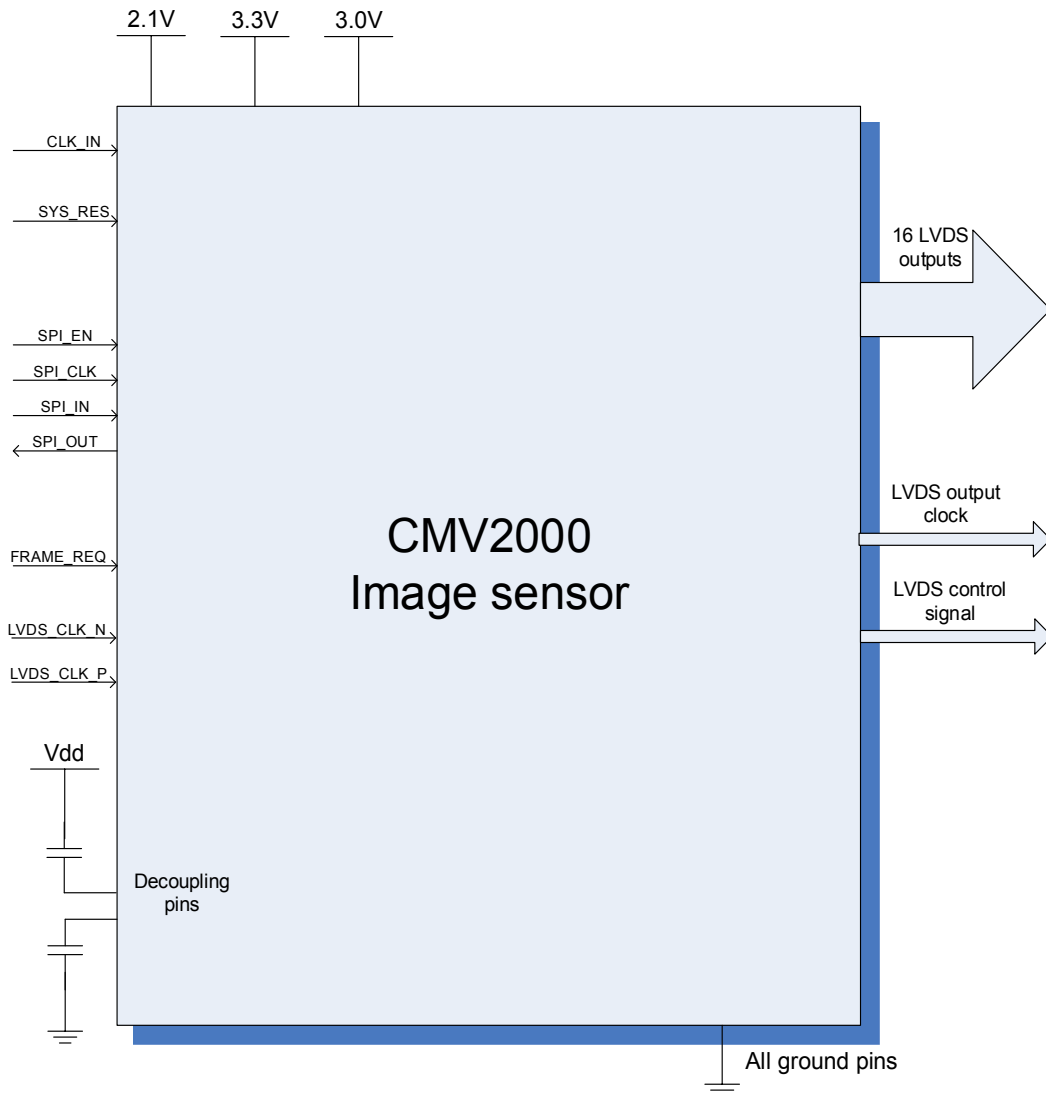 2.1V
3.3V
3.0V
CLK_IN
SYS_RES
16 LVDS
outputs
SPI_EN
SPI_CLK
SPI_IN
SPI_OUT
LVDS output
clock
CMV2000
Image sensor
FRAME_REQ
LVDS control
signal
LVDS_CLK_N
LVDS_CLK_P
Vdd
Decoupling
pins
All ground pins